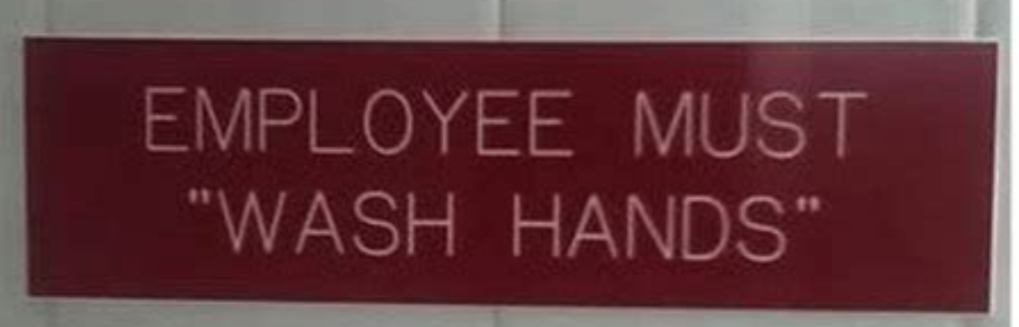 EMPLOYEE MUST
"WASH HANDS"